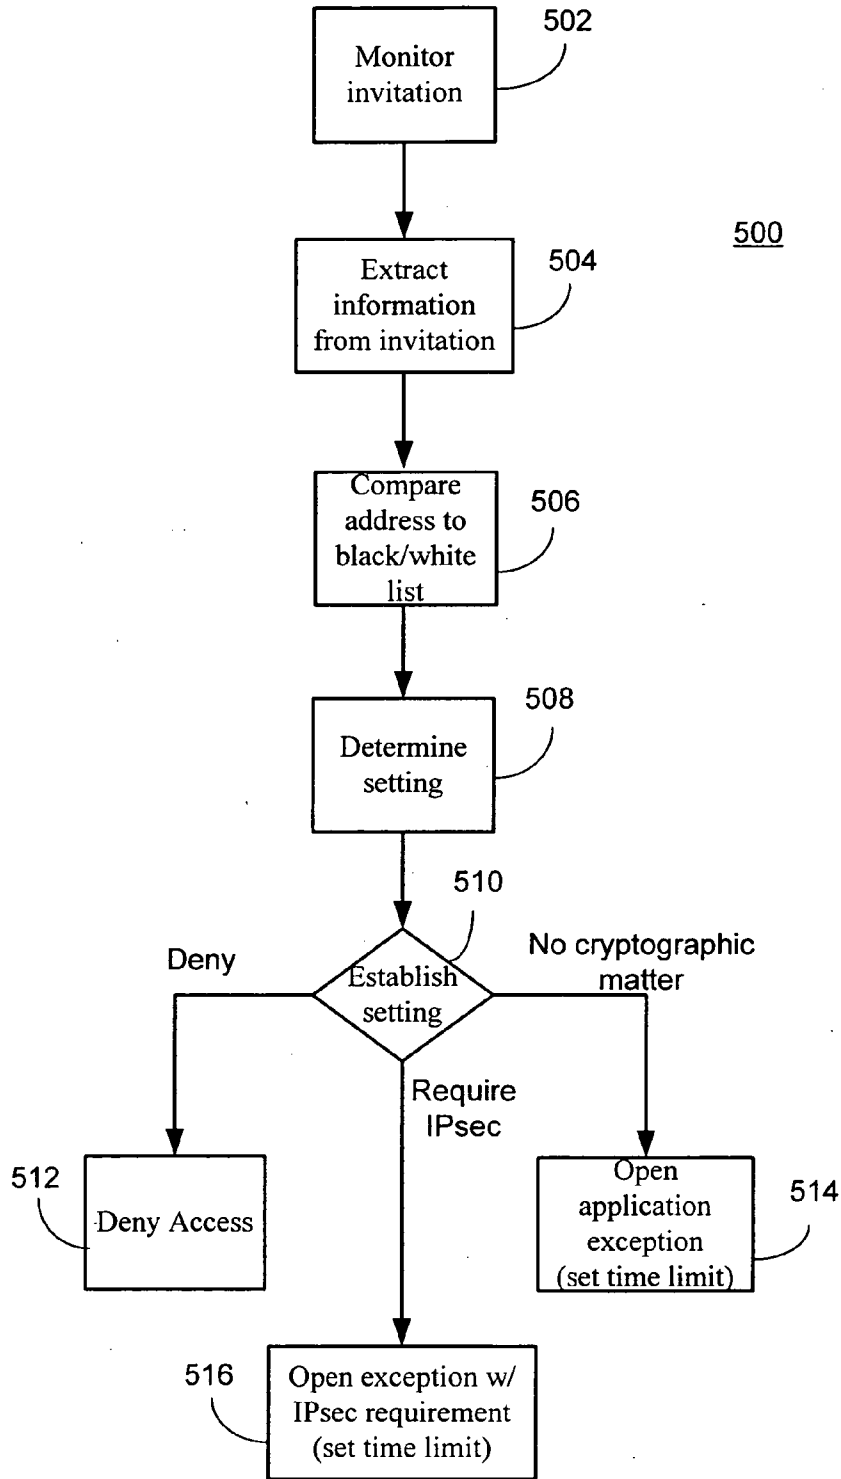 502
Monitor
invitation
500
504
Extract
information
from invitation
506
Compare
address to
black/white
list
508
Determine
setting
510
Deny
No cryptographic
matter
Establish
setting
Require
IPsec
512
Deny Access
Open
application
exception
(set time limit)
514
516
Open exception w/
IPsec requirement
(set time limit)